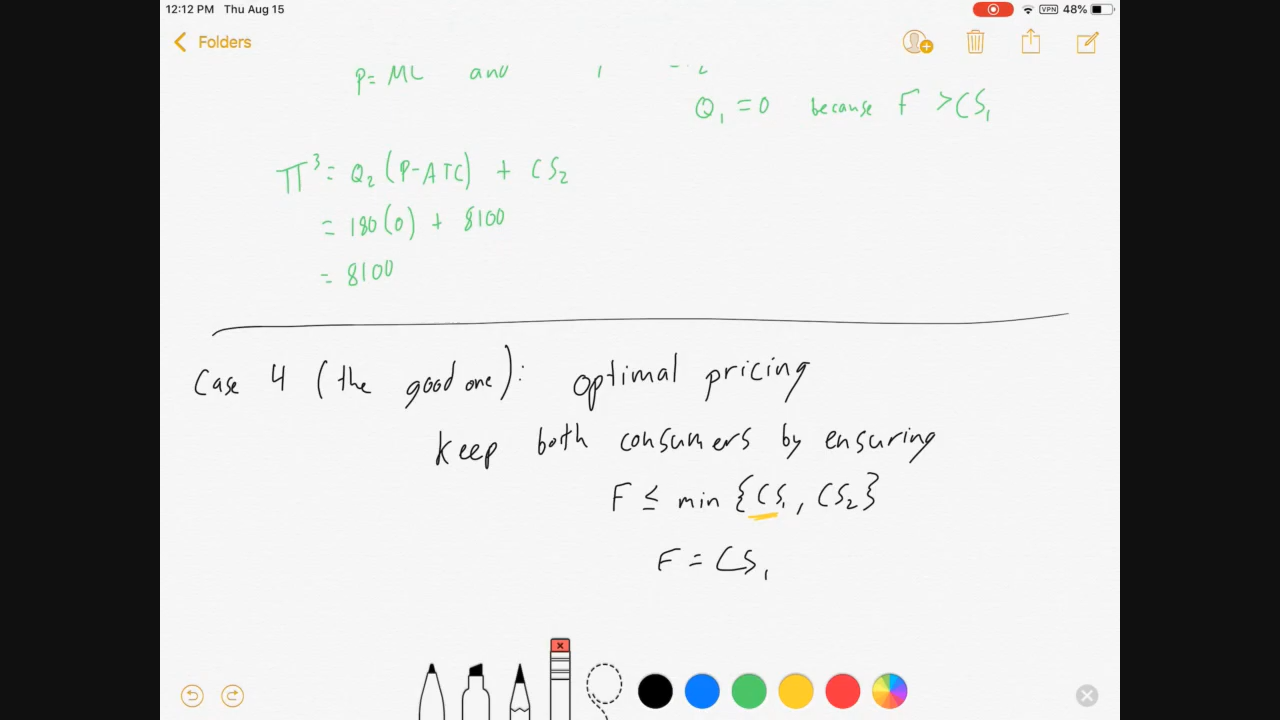 12:12 PM Thu Aug 15
VPN 48%
Folders
P= MC and
Q₁ = 0 because F > CS₁
π³ = Q₂ (P-ATC) + CS₂
= 180(0) + 8100
= 8100
Case 4 (the good one): optimal pricing
keep both consumers by ensuring
F ≤ min {CS₁, CS₂}
F = CS₁